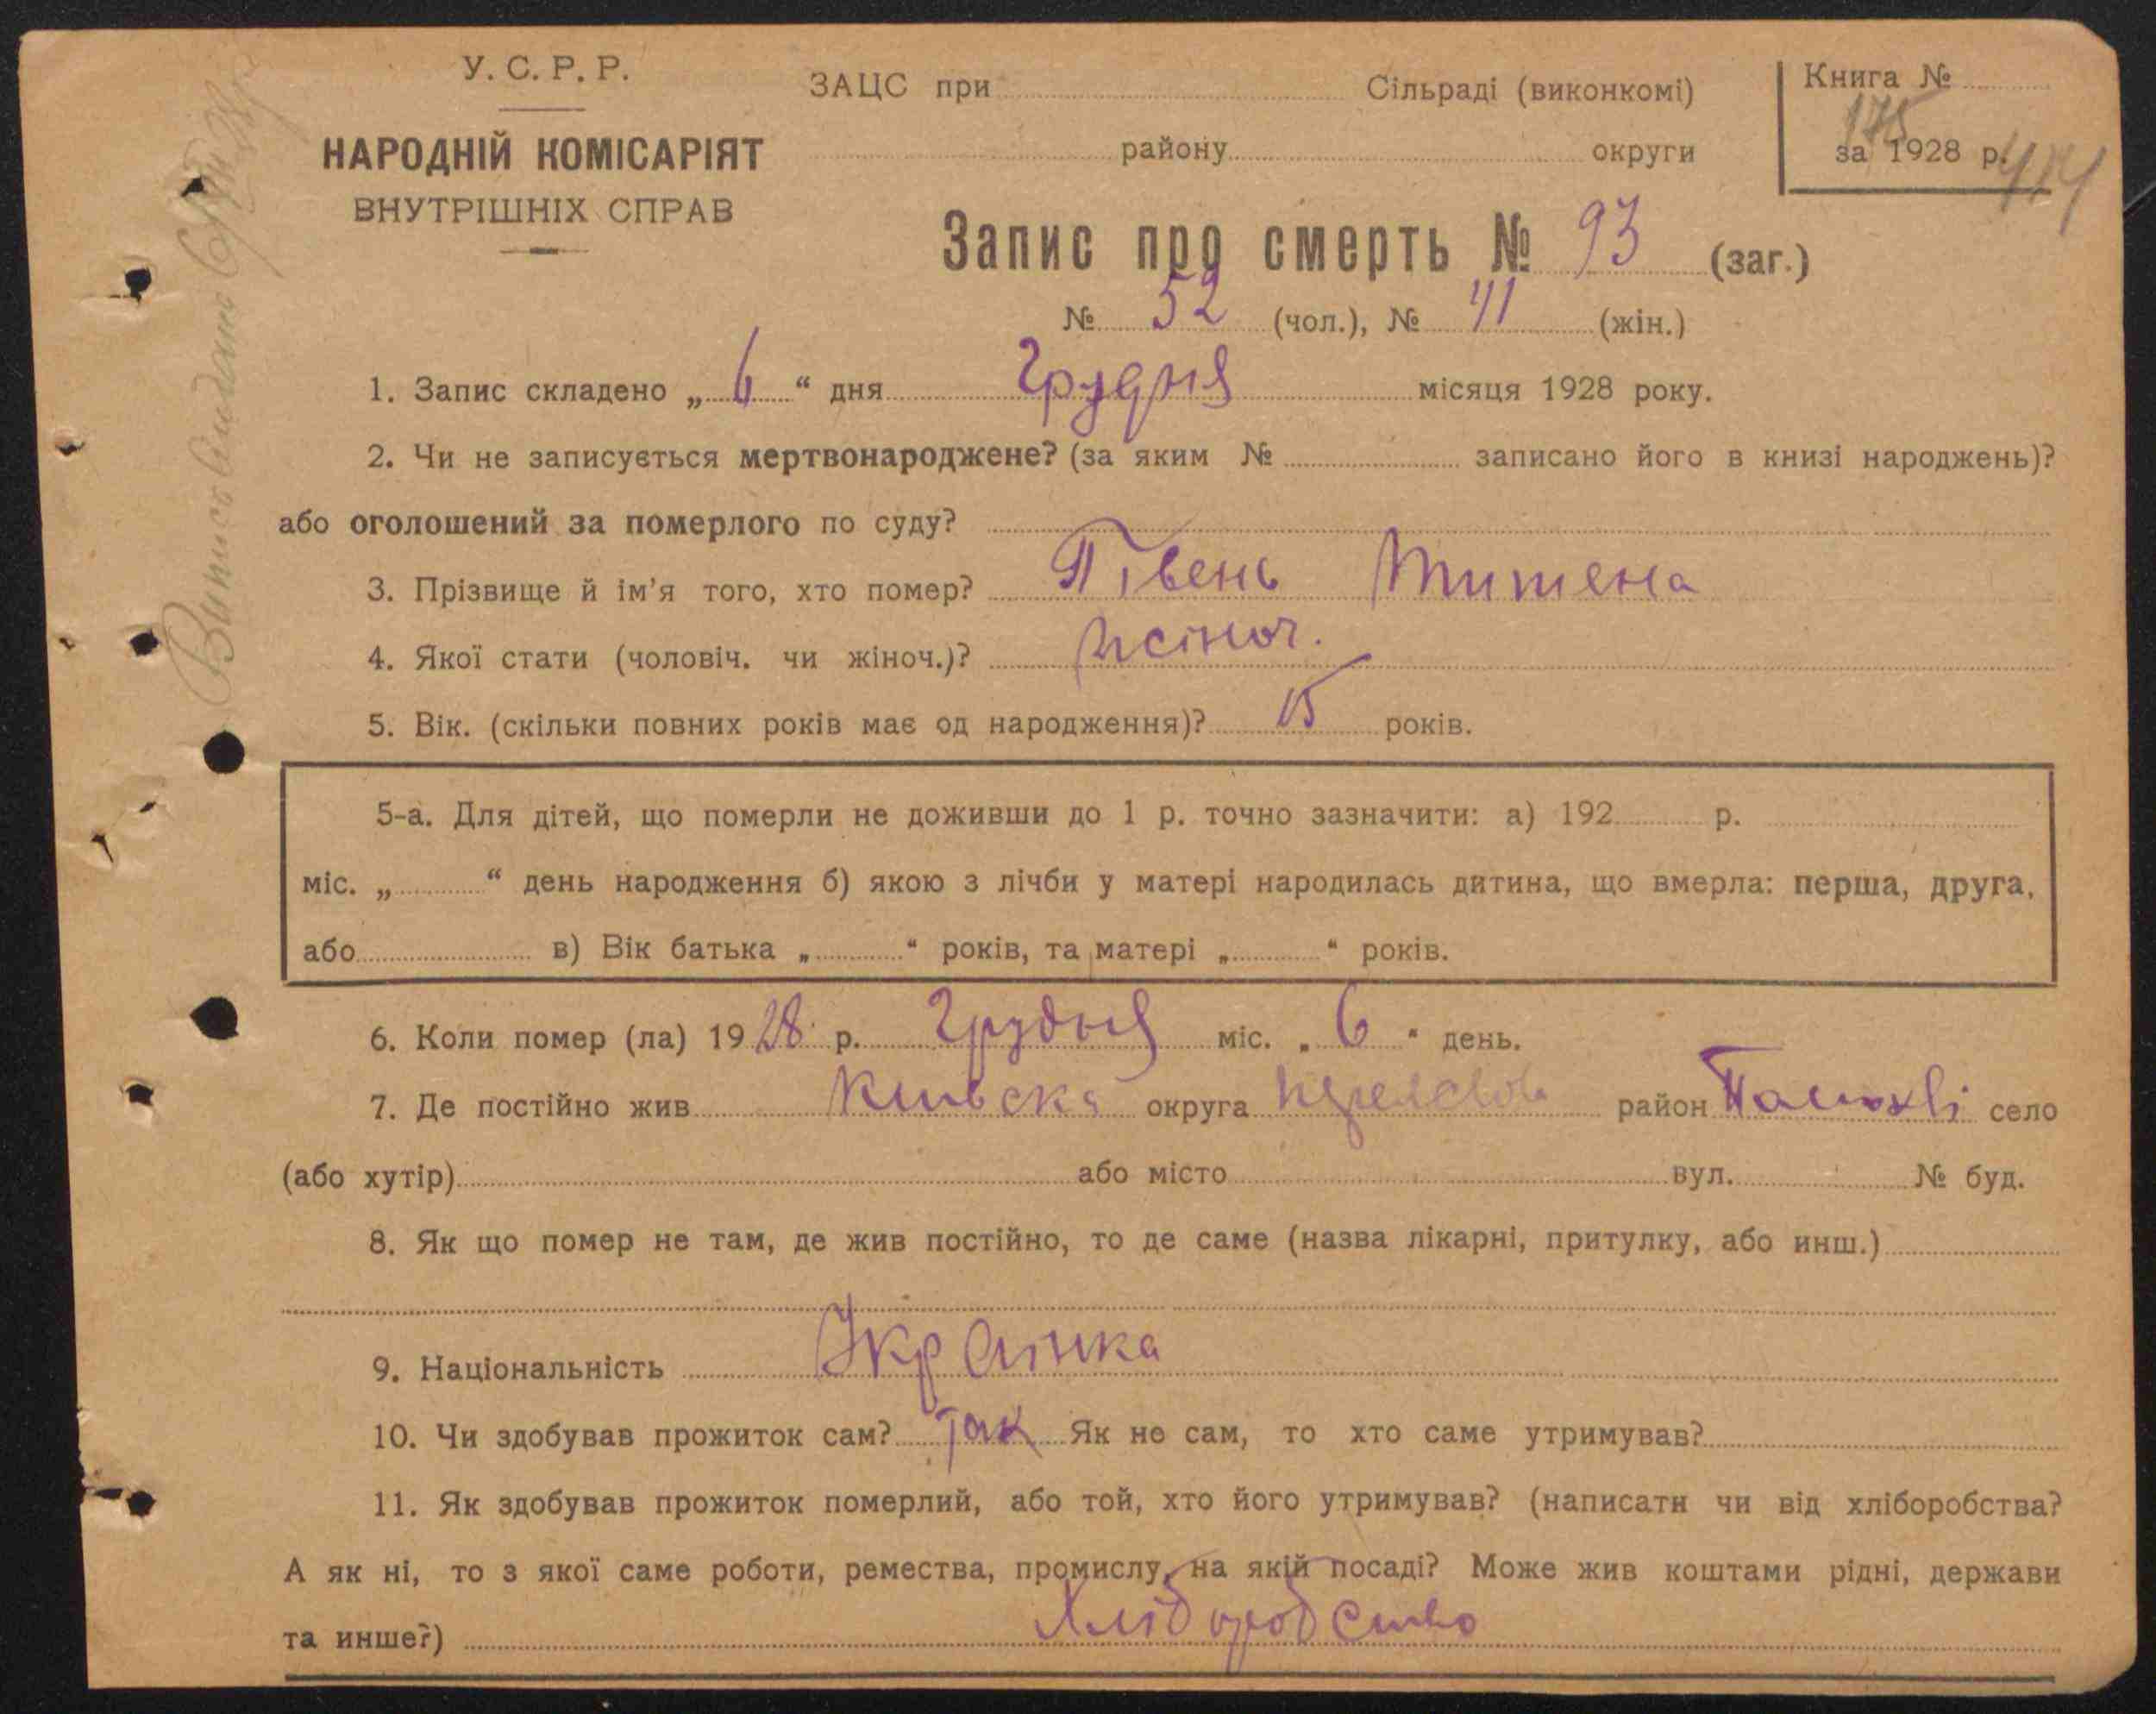 У. С. Р. Р.
НАРОДНІЙ КОМІСАРІЯТ
ВНУТРІШНІХ СПРАВ
ЗАЦС при Сільраді (виконкомі)
району округи
Книга №
175
за 1928 р.
414
Запис про смерть № 93 (заг.)
№ 52 (чол.), № 41 (жін.)
1. Запис складено „ 6 “ дня Грудня місяця 1928 року.
2. Чи не записується мертвонароджене? (за яким № записано його в книзі народжень)?
або оголошений за померлого по суду?
3. Прізвище й ім'я того, хто помер? Півень
4. Якої стати (чоловіч. чи жіноч.)? жіноч.
5. Вік. (скільки повних років має од народження)? 15 років.
5-а. Для дітей, що померли не доживши до 1 р. точно зазначити: а) 192 р.
міс. „ “ день народження б) якою з лічби у матері народилась дитина, що вмерла: перша, друга,
або в) Вік батька „ “ років, та матері „ “ років.
6. Коли помер (ла) 1928 р. Грудня міс. „ 6 “ день.
7. Де постійно жив округа район село
(або хутір) або місто вул. № буд.
8. Як що помер не там, де жив постійно, то де саме (назва лікарні, притулку, або инш.)
9. Національність Українка
10. Чи здобував прожиток сам? Так Як не сам, то хто саме утримував?
11. Як здобував прожиток померлий, або той, хто його утримував? (написати чи від хліборобства?
А як ні, то з якої саме роботи, ремества, промислу, на якій посаді? Може жив коштами рідні, держави
та инше?) Хліборобство
Випись видано